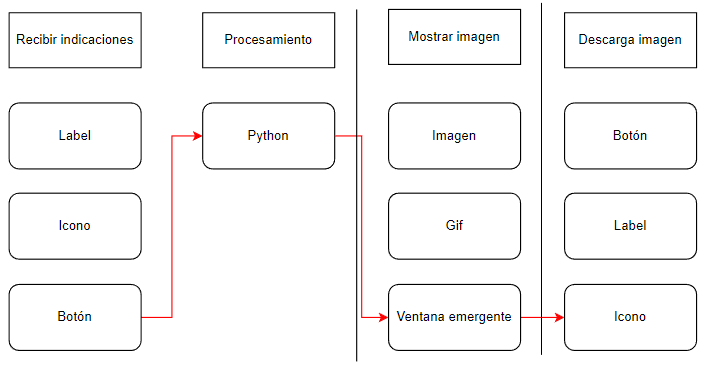 Recibir indicaciones
Procesamiento
Mostrar imagen
Descarga imagen
Label
Python
Imagen
Botón
Icono
Gif
Label
Botón
Ventana emergente
Icono